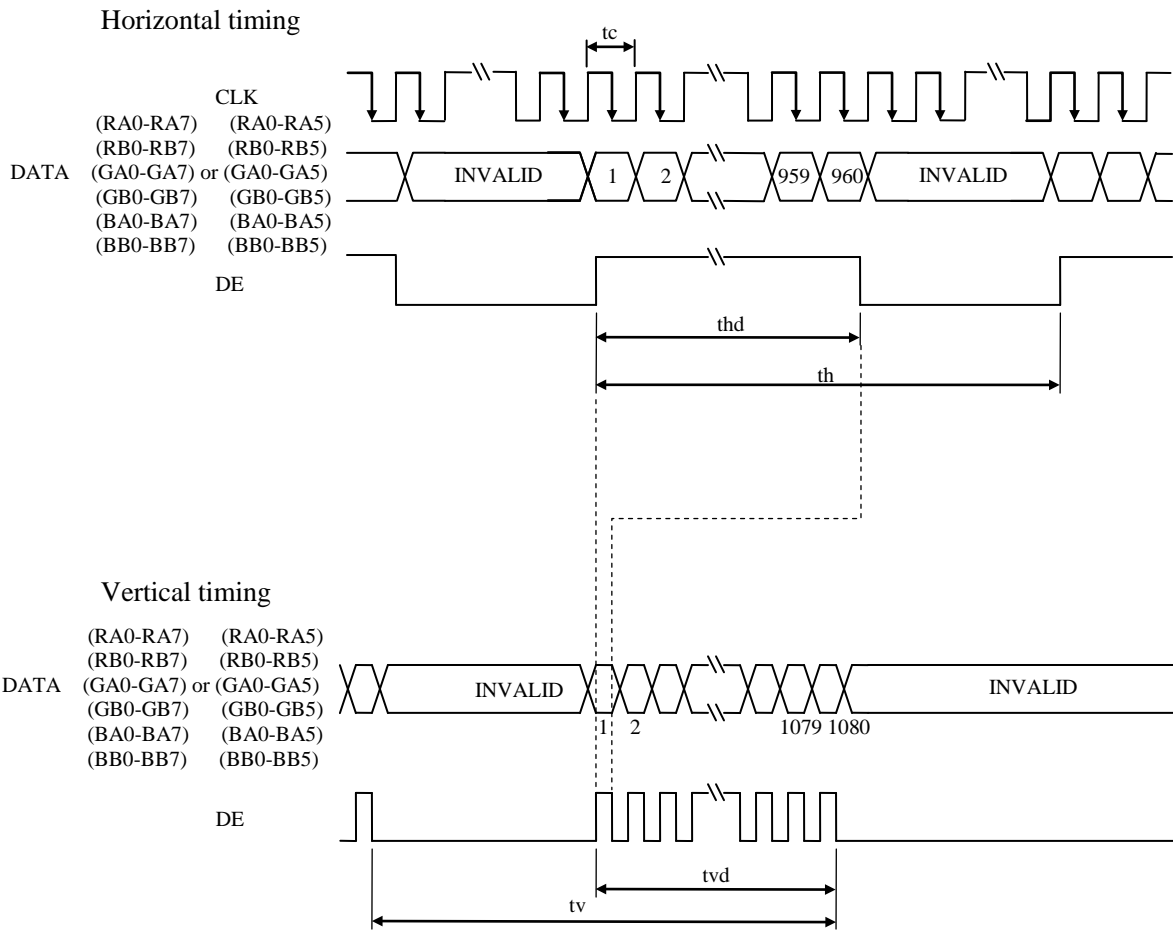 Horizontal timing
tc
CLK
(RA0-RA7) (RA0-RA5)
(RB0-RB7) (RB0-RB5)
DATA (GA0-GA7) or (GA0-GA5) INVALID 1 2 959 960 INVALID
(GB0-GB7) (GB0-GB5)
(BA0-BA7) (BA0-BA5)
(BB0-BB7) (BB0-BB5)
DE
thd
th
Vertical timing
(RA0-RA7) (RA0-RA5)
(RB0-RB7) (RB0-RB5)
DATA (GA0-GA7) or (GA0-GA5) INVALID INVALID
(GB0-GB7) (GB0-GB5)
1 2 1079 1080
(BA0-BA7) (BA0-BA5)
(BB0-BB7) (BB0-BB5)
DE
tvd
tv